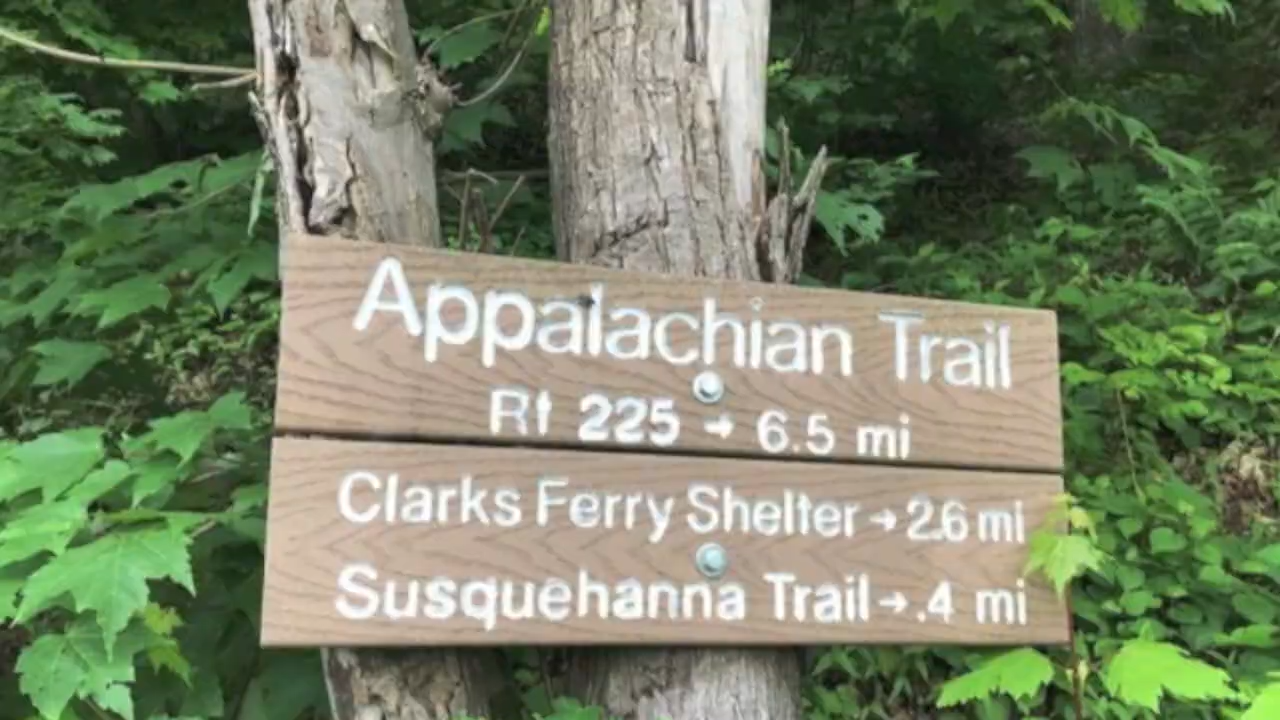 Appalachian Trail
Rt 225 → 6.5 mi
Clarks Ferry Shelter → 2.6 mi
Susquehanna Trail → .4 mi